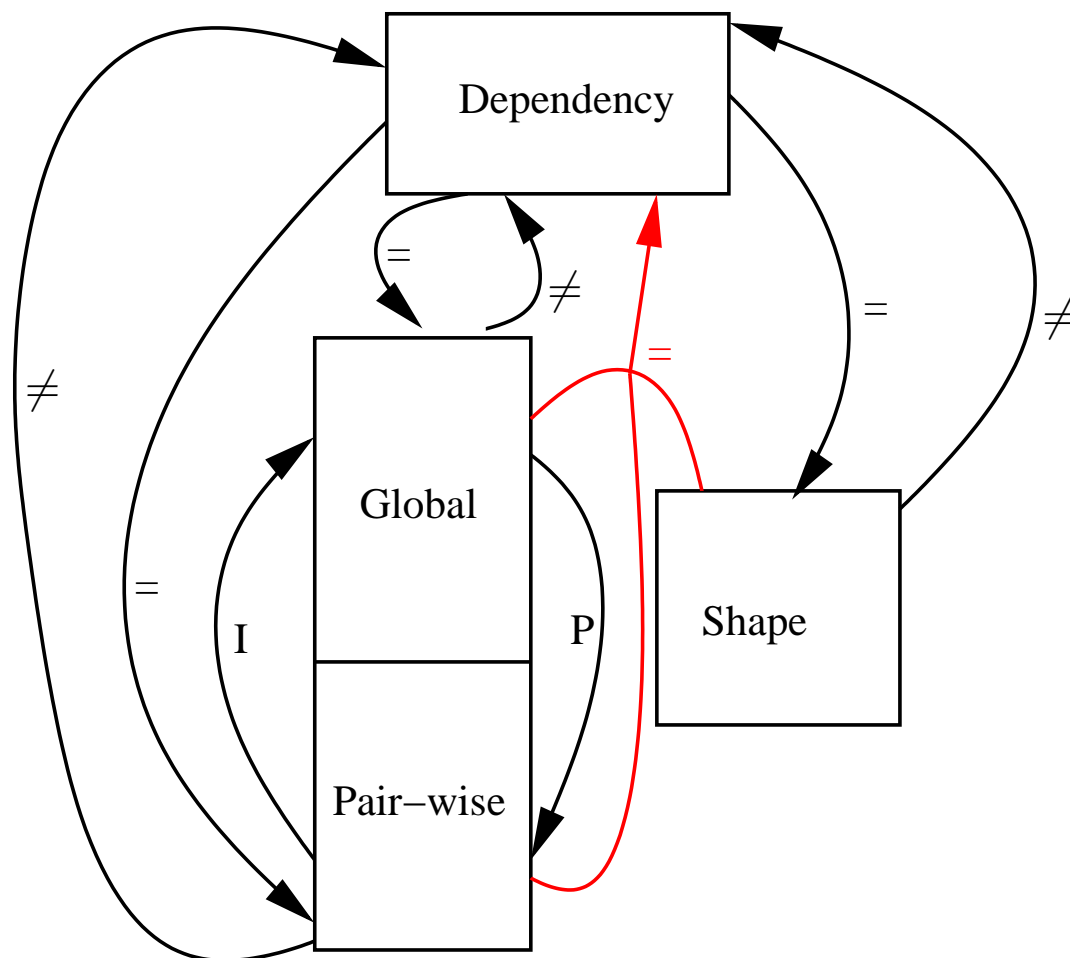 Dependency
=
≠
=
=
≠
≠
Global
=
I
P
Shape
Pair–wise